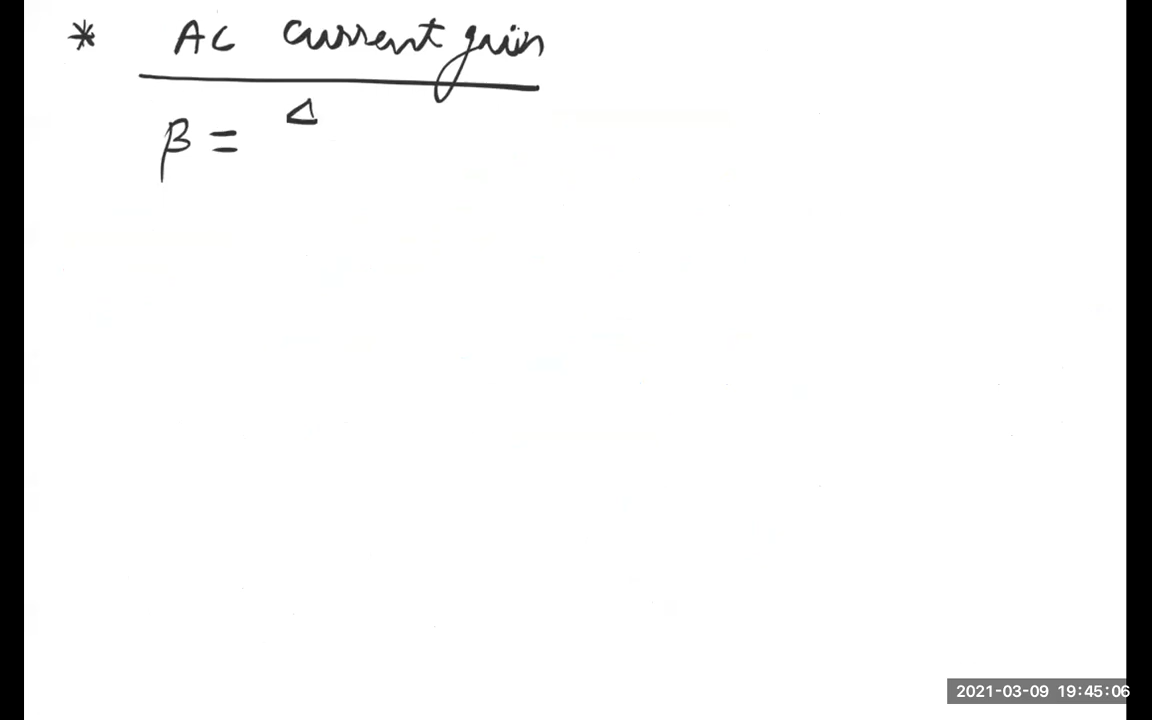 * AC current gain
β = Δ
2021-03-09 19:45:06